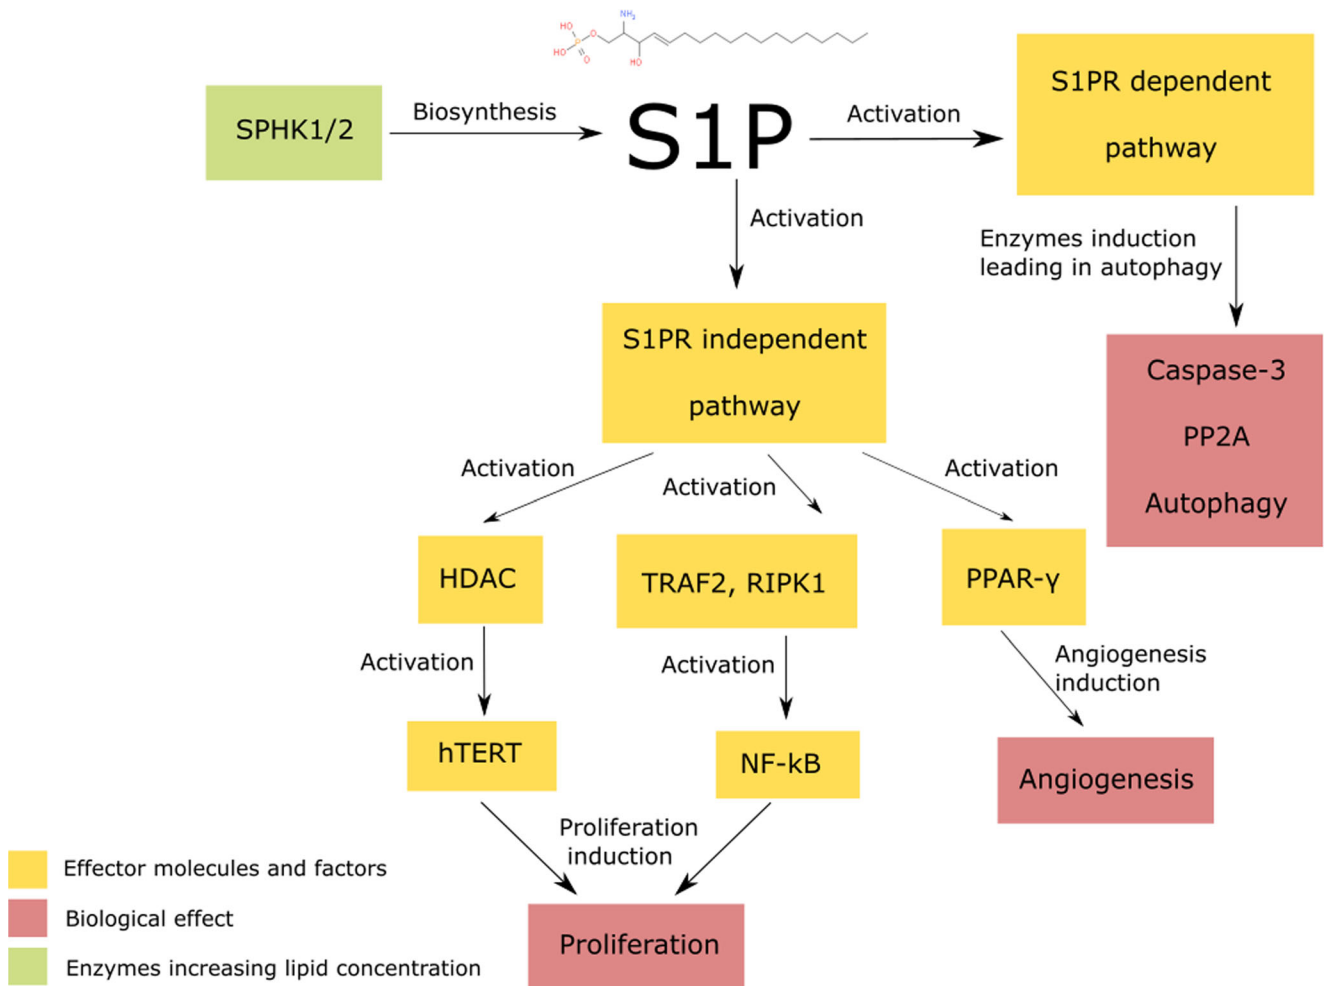 NH₂
HO
O
P
HO
O
HO
SPHK1/2
Biosynthesis
S1P
Activation
S1PR dependent
pathway
Activation
Enzymes induction
leading in autophagy
S1PR independent
pathway
Caspase-3
PP2A
Autophagy
Activation
Activation
Activation
HDAC
TRAF2, RIPK1
PPAR-γ
Activation
Activation
Angiogenesis
induction
hTERT
NF-kB
Angiogenesis
Proliferation
induction
Proliferation
Effector molecules and factors
Biological effect
Enzymes increasing lipid concentration